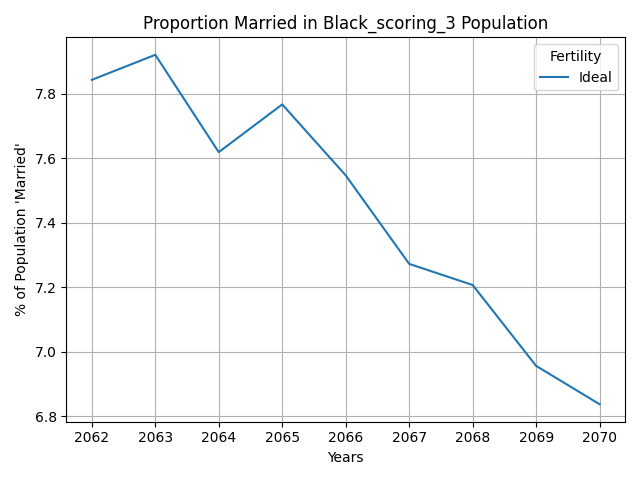 Proportion Married in Black_scoring_3 Population
Fertility
Ideal
% of Population 'Married'
7.8
7.6
7.4
7.2
7.0
6.8
2062 2063 2064 2065 2066 2067 2068 2069 2070
Years